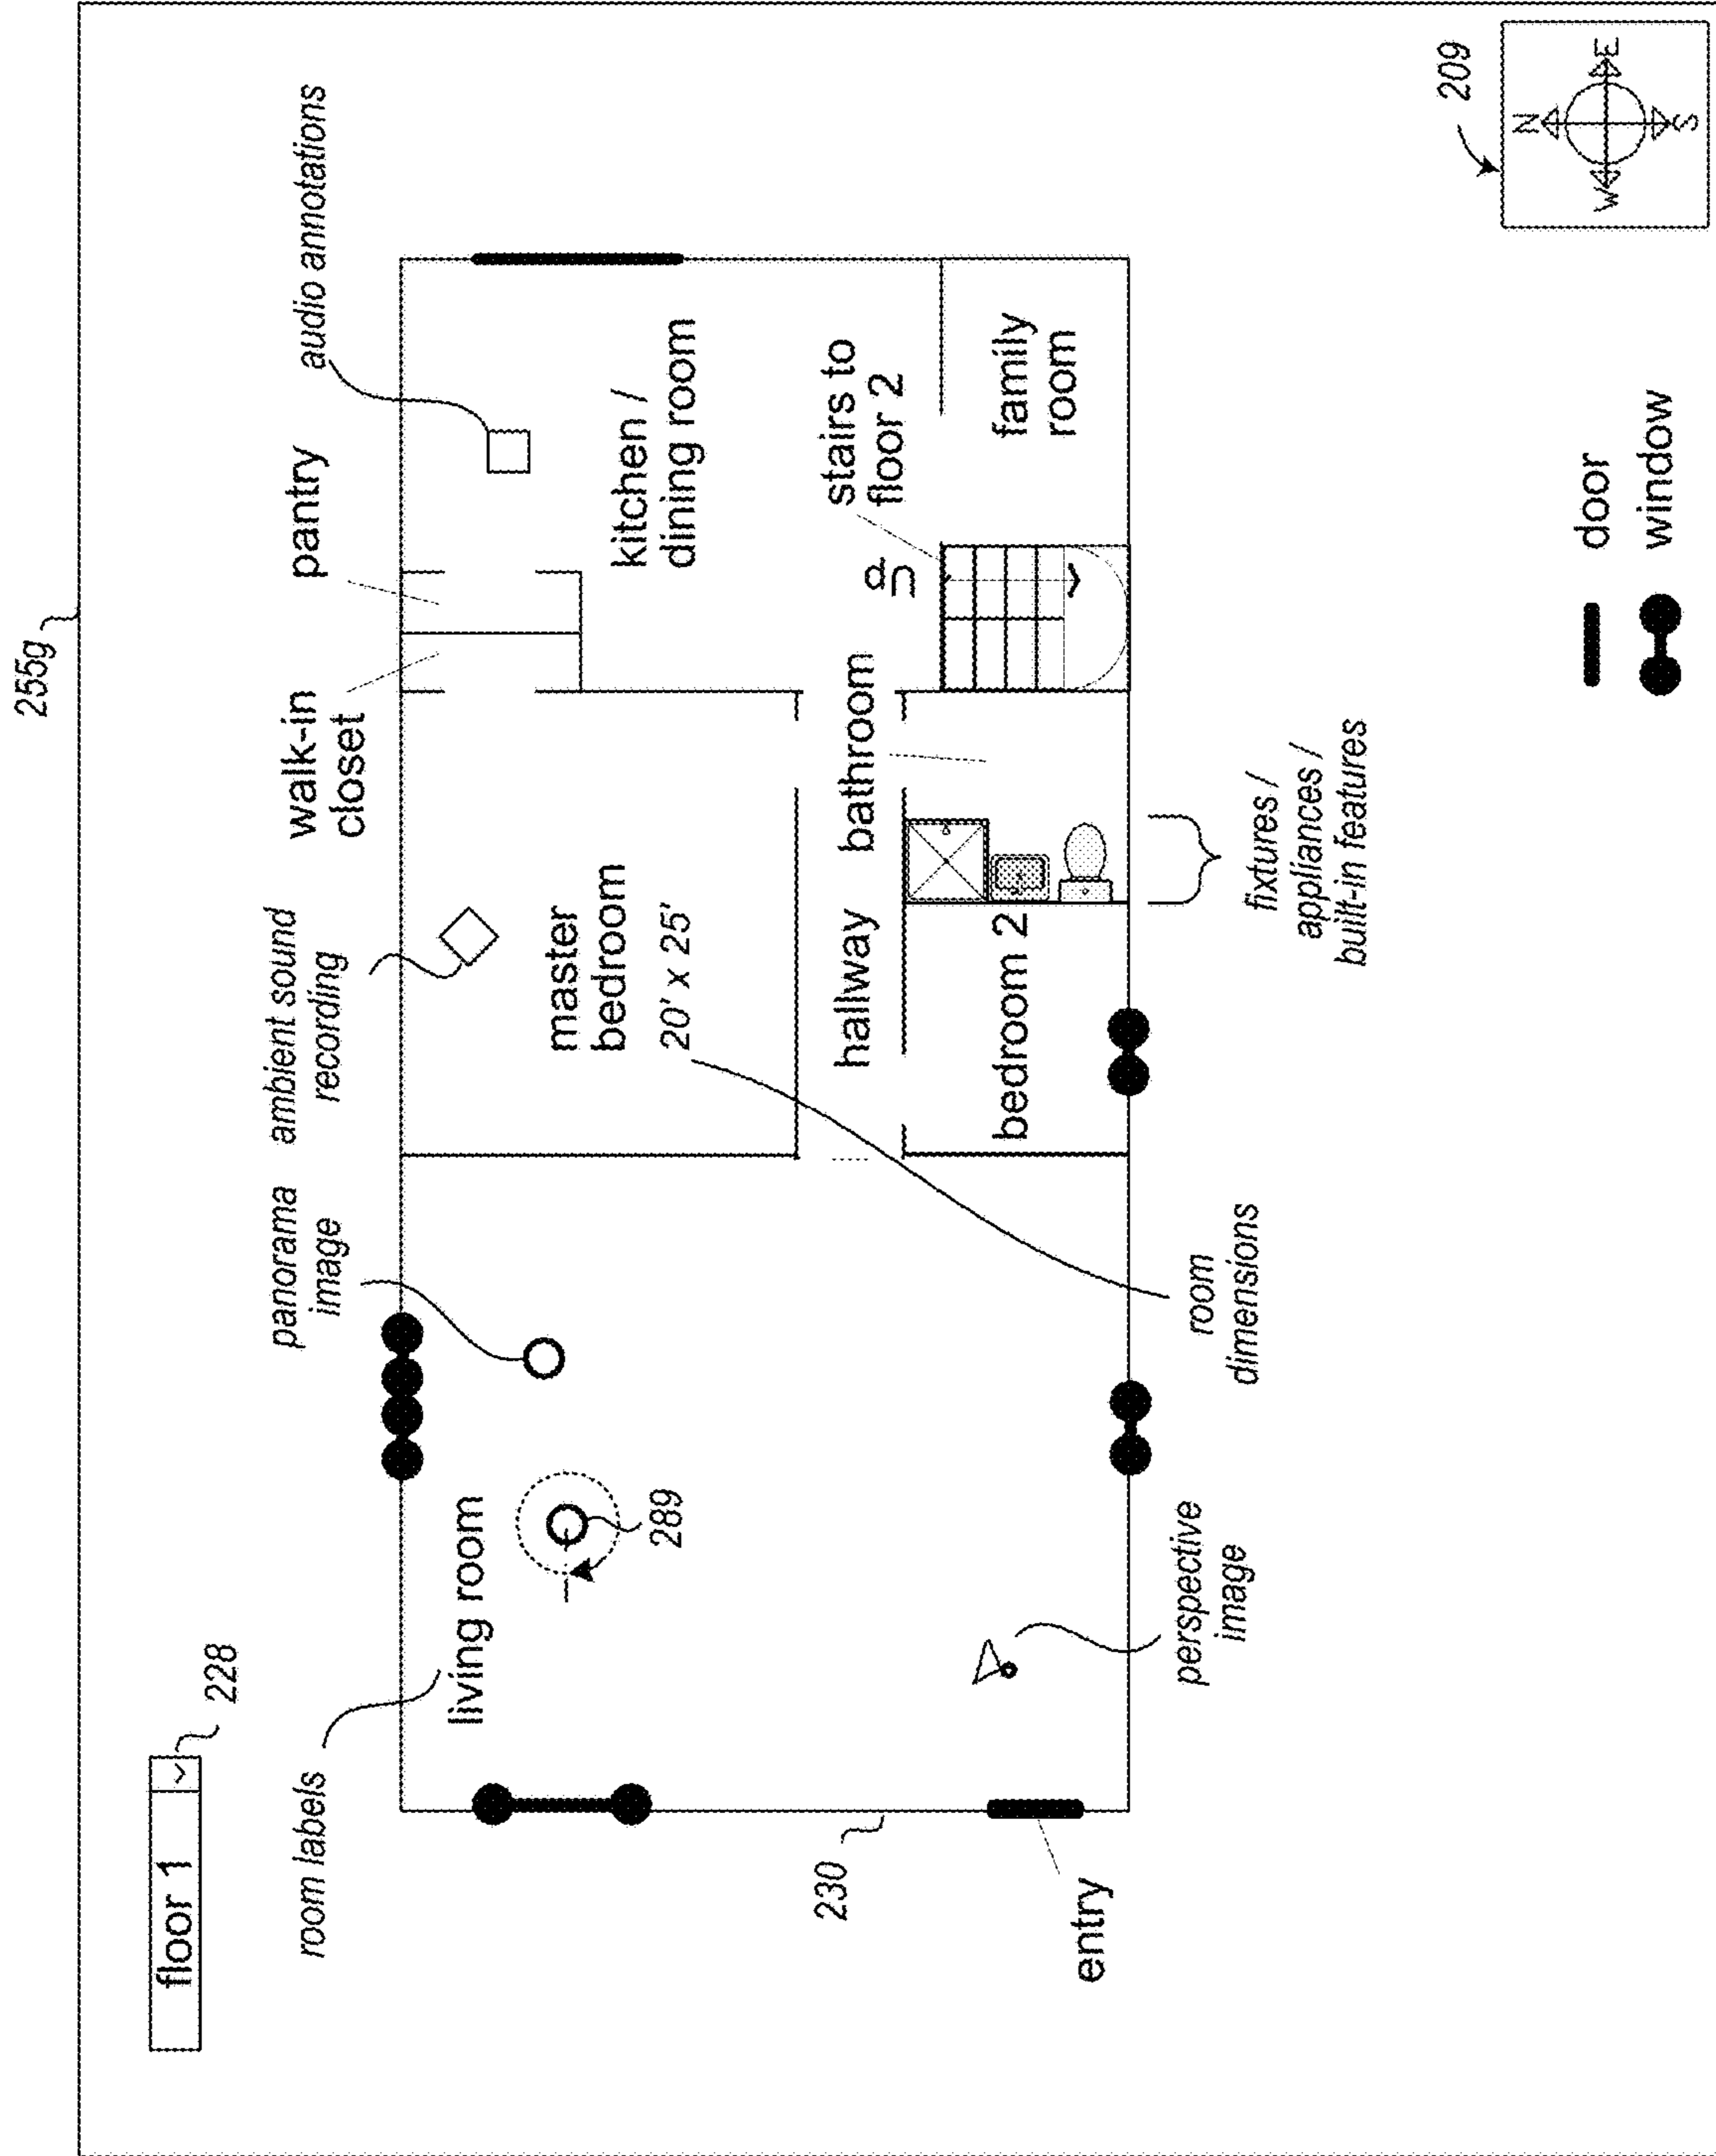 255g
floor 1
228
room labels
panorama
image
ambient sound
recording
walk-in
closet
pantry
audio annotations
living room
289
master
bedroom
20' x 25'
kitchen /
dining room
230
hallway
bathroom
up
stairs to
floor 2
bedroom 2
family
room
entry
perspective
image
room
dimensions
fixtures /
appliances /
built-in features
209
N
W
E
S
door
window